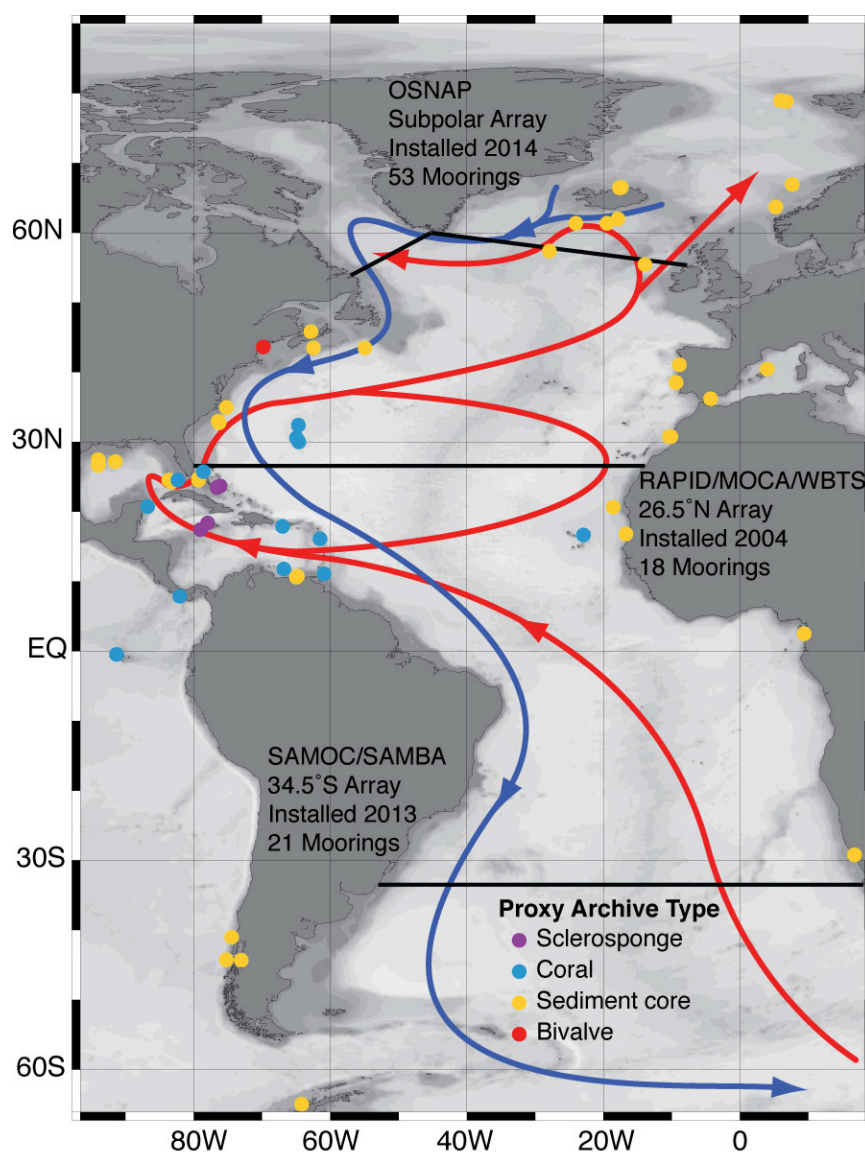 OSNAP
Subpolar Array
Installed 2014
53 Moorings
60N
30N
RAPID/MOCA/WBTS
26.5˚N Array
Installed 2004
18 Moorings
EQ
SAMOC/SAMBA
34.5˚S Array
Installed 2013
21 Moorings
30S
Proxy Archive Type
Sclerosponge
Coral
Sediment core
Bivalve
60S
80W 60W 40W 20W 0